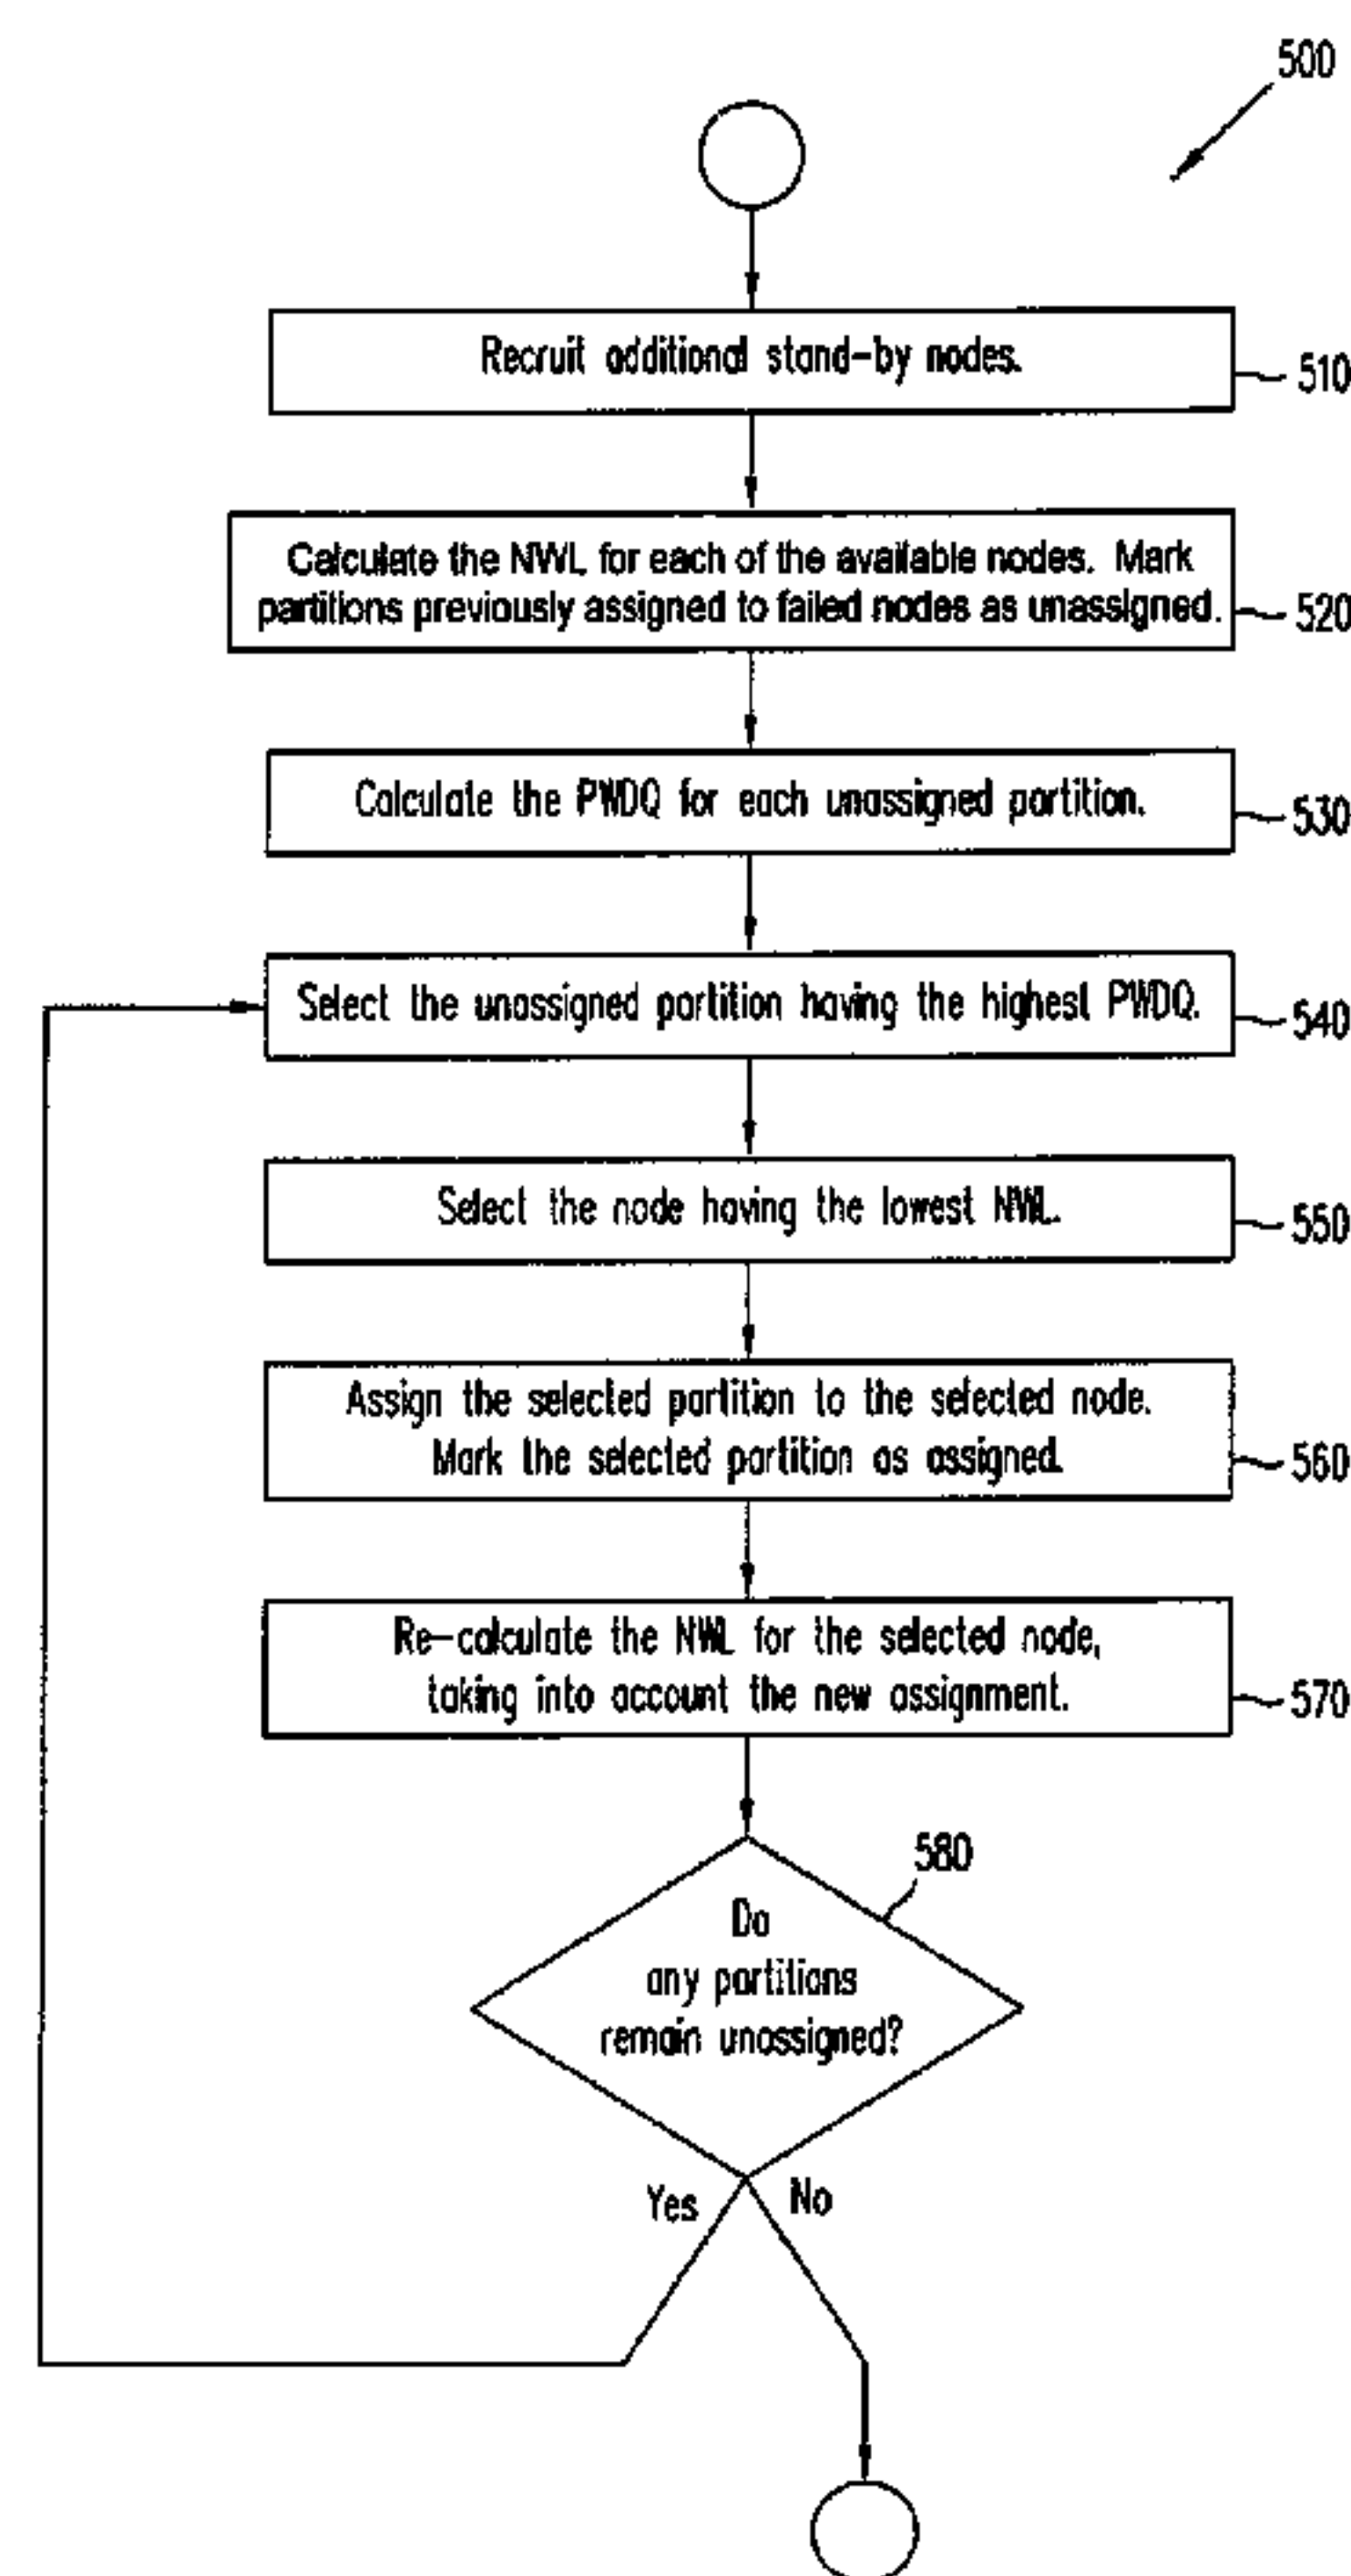 500
Recruit additional stand-by nodes.
510
Calculate the NWL for each of the available nodes. Mark
partitions previously assigned to failed nodes as unassigned.
520
Calculate the PWDQ for each unassigned partition.
530
Select the unassigned partition having the highest PWDQ.
540
Select the node having the lowest NWL.
550
Assign the selected partition to the selected node.
Mark the selected partition as assigned.
560
Re-calculate the NWL for the selected node,
taking into account the new assignment.
570
580
Do
any partitions
remain unassigned?
Yes
No